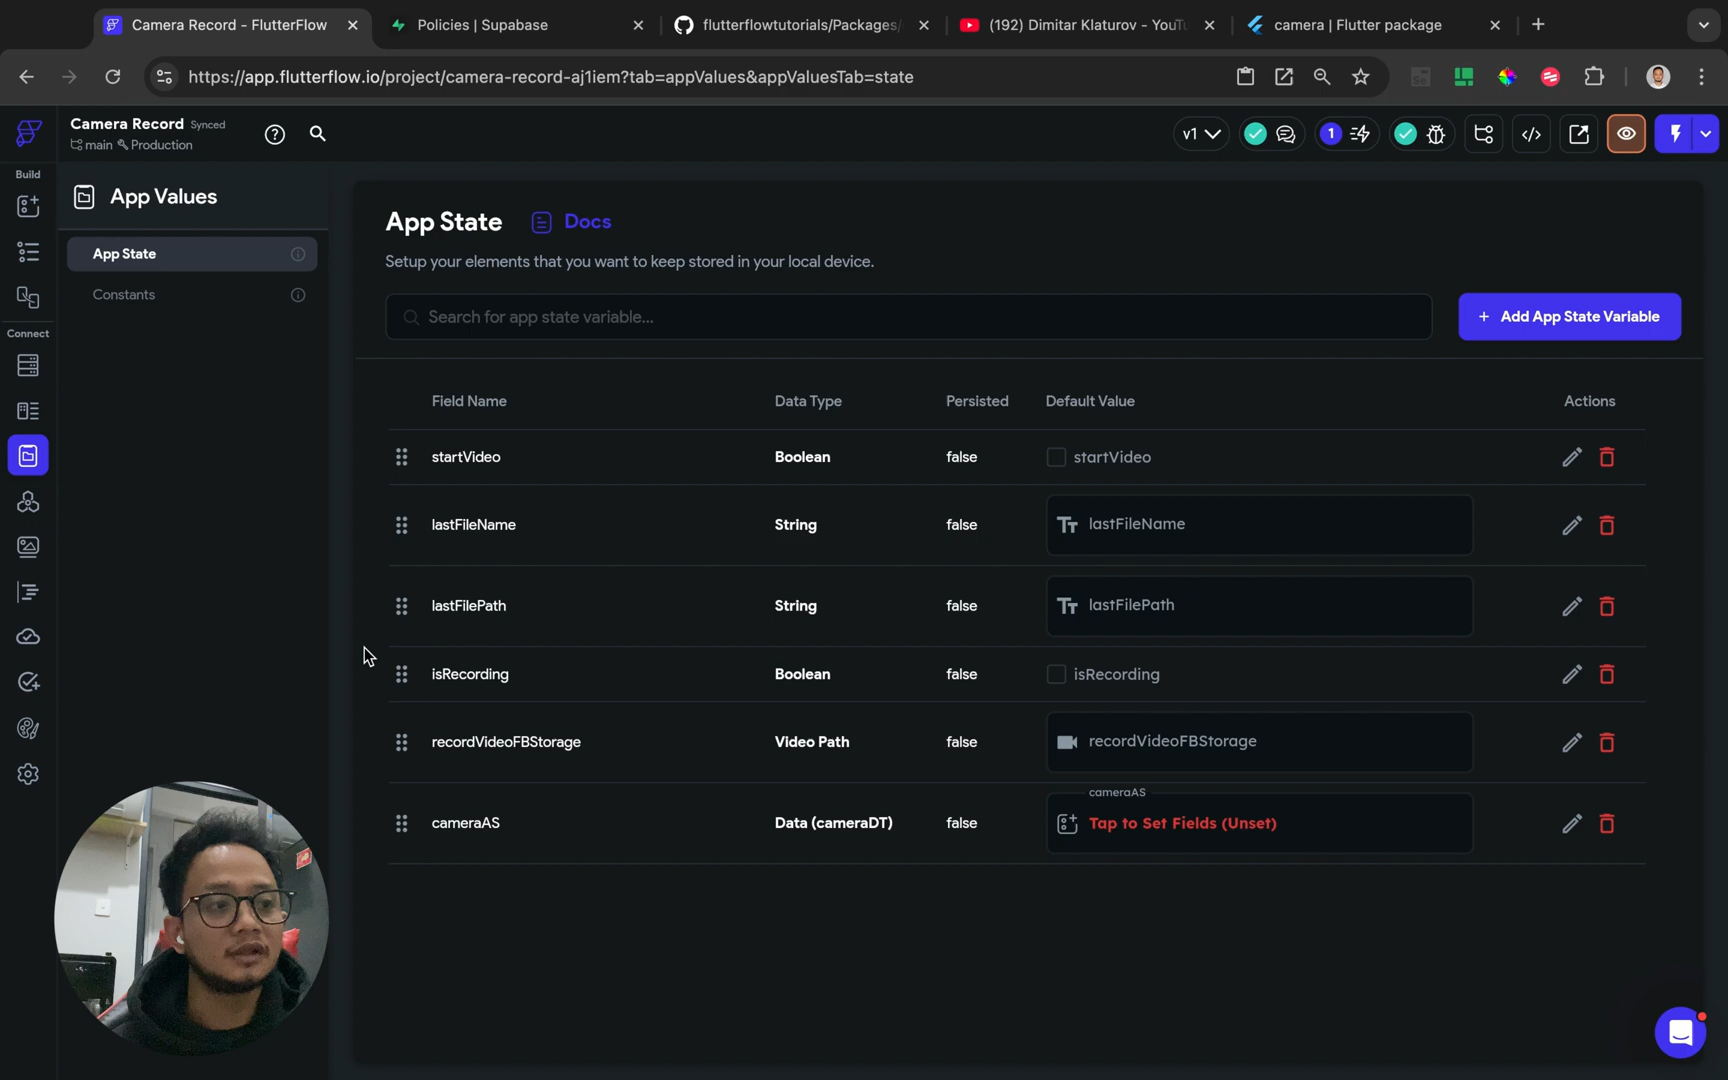 Camera Record - FlutterFlow
Policies | Supabase
flutterflowtutorials/Packages/
(192) Dimitar Klaturov - YouTu
camera | Flutter package
https://app.flutterflow.io/project/camera-record-aj1iem?tab=appValues&appValuesTab=state
Camera Record Synced
main Production
v1
1
Build
Connect
App Values
App State
Constants
App State
Docs
Setup your elements that you want to keep stored in your local device.
Search for app state variable...
+ Add App State Variable
Field Name Data Type Persisted Default Value Actions
startVideo Boolean false startVideo
lastFileName String false Tт lastFileName
lastFilePath String false Tт lastFilePath
isRecording Boolean false isRecording
recordVideoFBStorage Video Path false recordVideoFBStorage
cameraAS
cameraAS Data (cameraDT) false Tap to Set Fields (Unset)